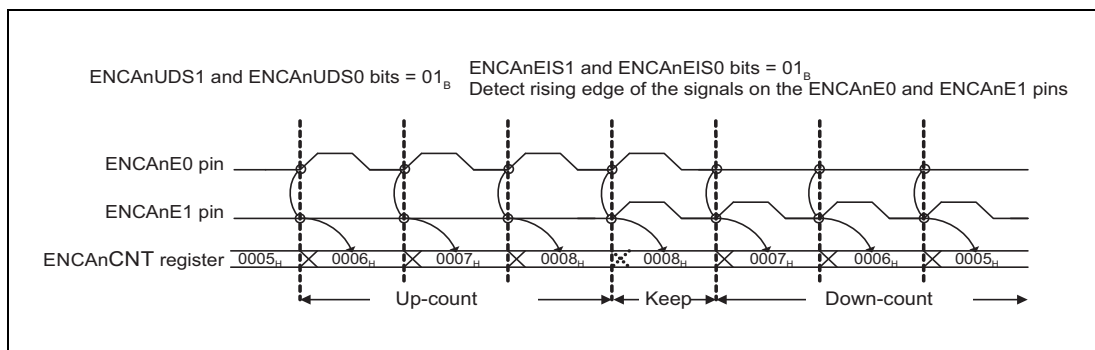 ENCAnUDS1 and ENCAnUDS0 bits = 01B
ENCAnEIS1 and ENCAnEIS0 bits = 01B
Detect rising edge of the signals on the ENCAnE0 and ENCAnE1 pins
ENCAnE0 pin
ENCAnE1 pin
ENCAnCNT register 0005H 0006H 0007H 0008H 0008H 0007H 0006H 0005H
Up-count Keep Down-count